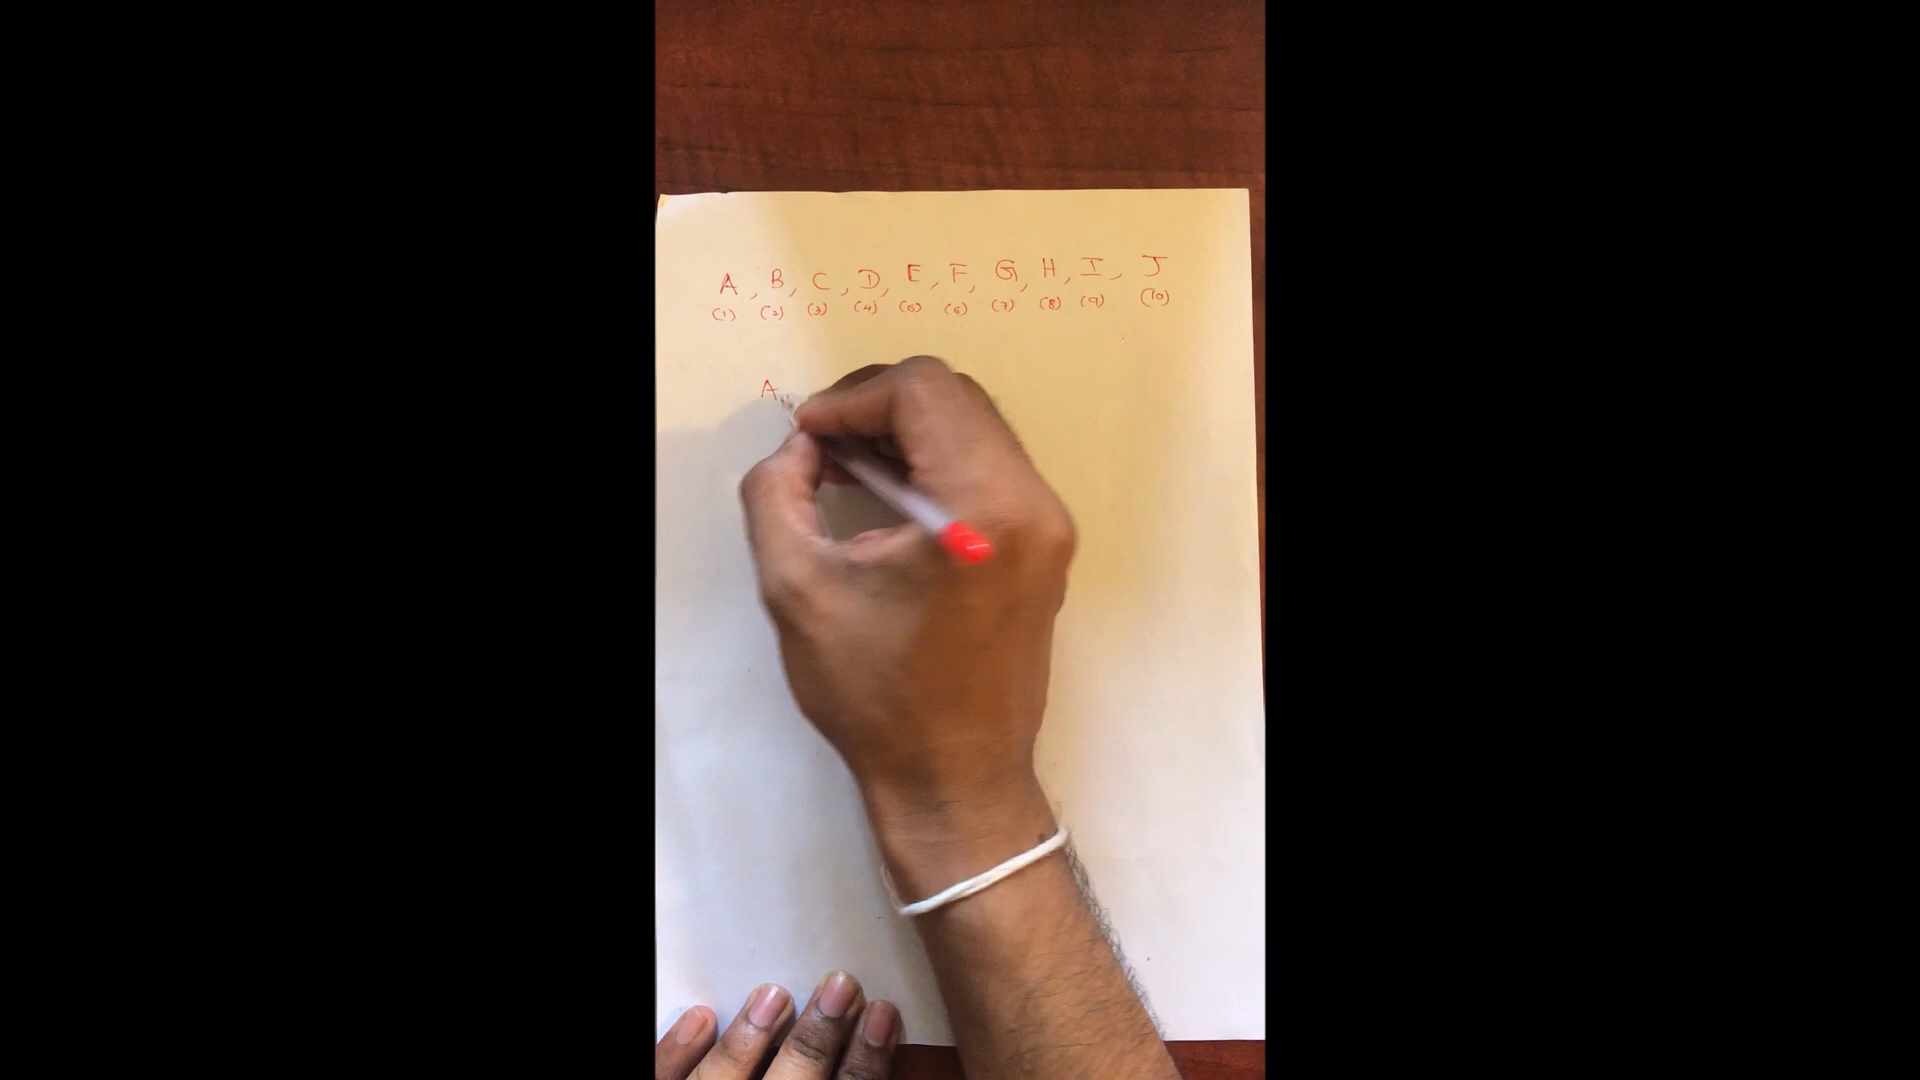 A, B, C, D, E, F, G, H, I, J
(1) (2) (3) (4) (5) (6) (7) (8) (9) (10)
A